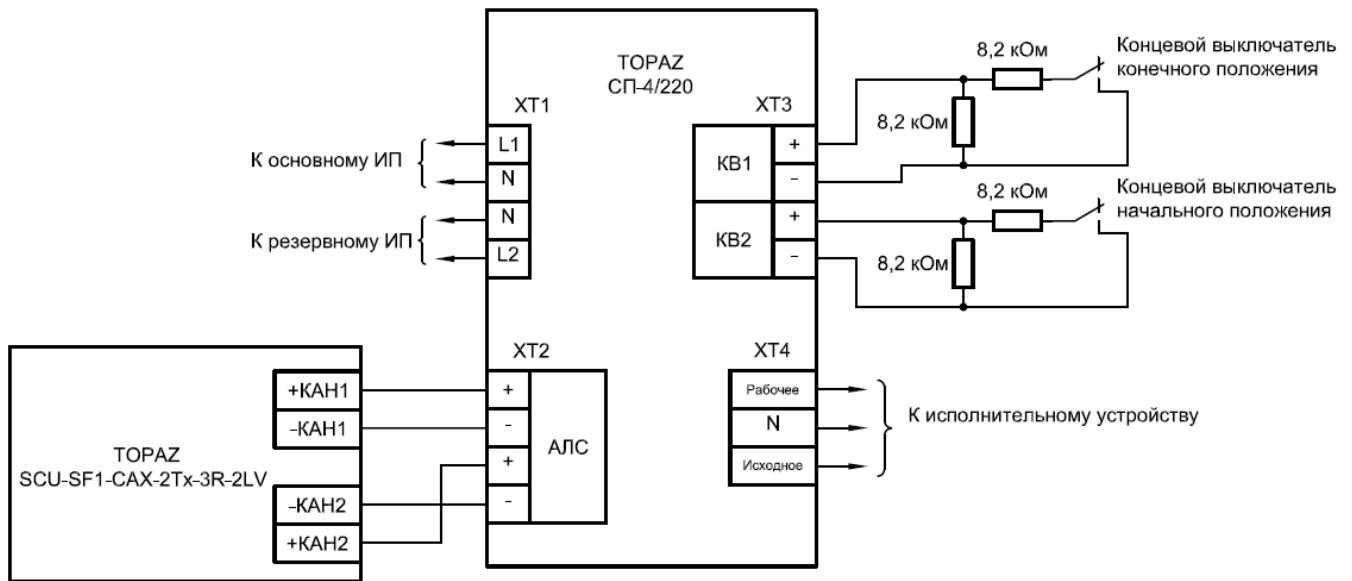 TOPAZ
СП-4/220
XT1
L1
N
N
L2
К основному ИП
К резервному ИП
XT3
КВ1
+
-
КВ2
+
-
8,2 кОм
8,2 кОм
Концевой выключатель
конечного положения
8,2 кОм
8,2 кОм
Концевой выключатель
начального положения
TOPAZ
SCU-SF1-CAX-2Tx-3R-2LV
+КАН1
-КАН1
-КАН2
+КАН2
XT2
+
-
+
-
АЛС
XT4
Рабочее
N
Исходное
К исполнительному устройству